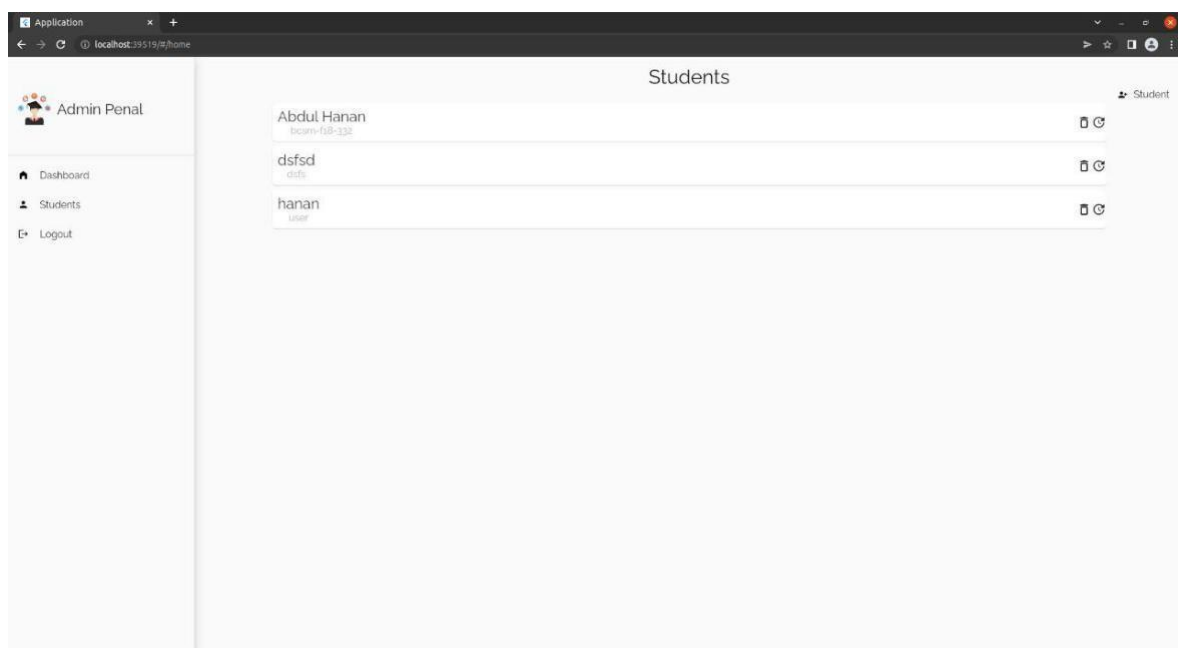 Application
localhost:39519/#/home
Students
Student
Admin Penal
Abdul Hanan
bcsm-f18-332
dsfsd
dsfs
hanan
user
Dashboard
Students
Logout